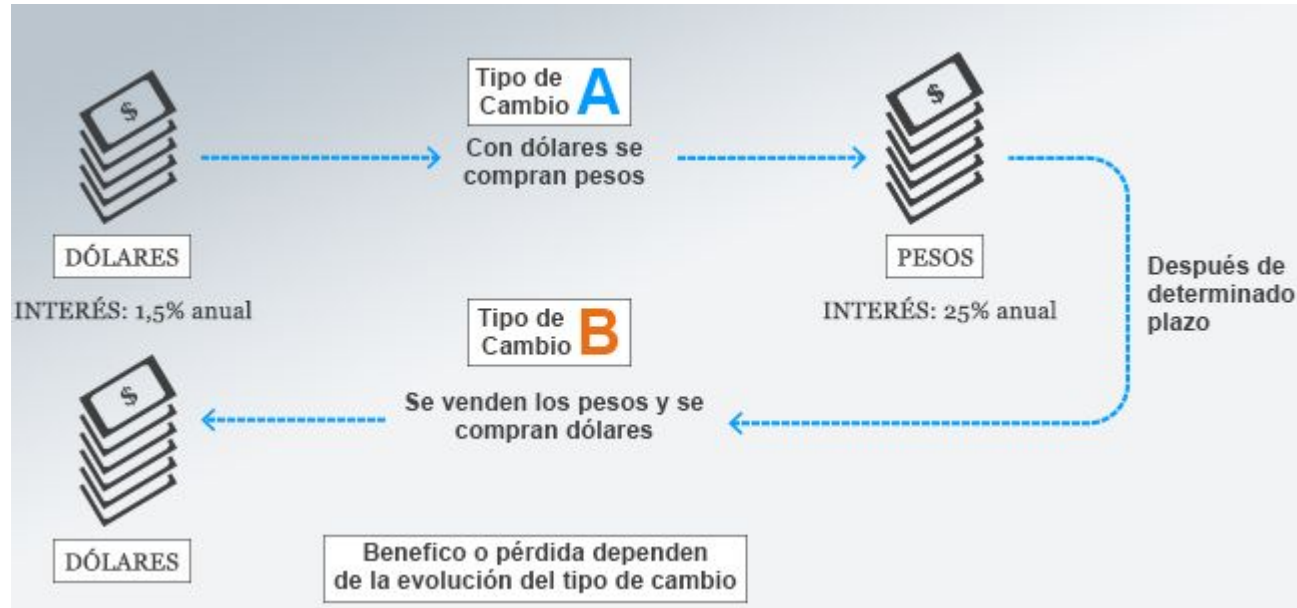 Tipo de
Cambio A
Con dólares se
compran pesos
$
$
DÓLARES
INTERÉS: 1,5% anual
PESOS
INTERÉS: 25% anual
Después de
determinado
plazo
Tipo de
Cambio B
Se venden los pesos y se
compran dólares
$
DÓLARES
Benefico o pérdida dependen
de la evolución del tipo de cambio